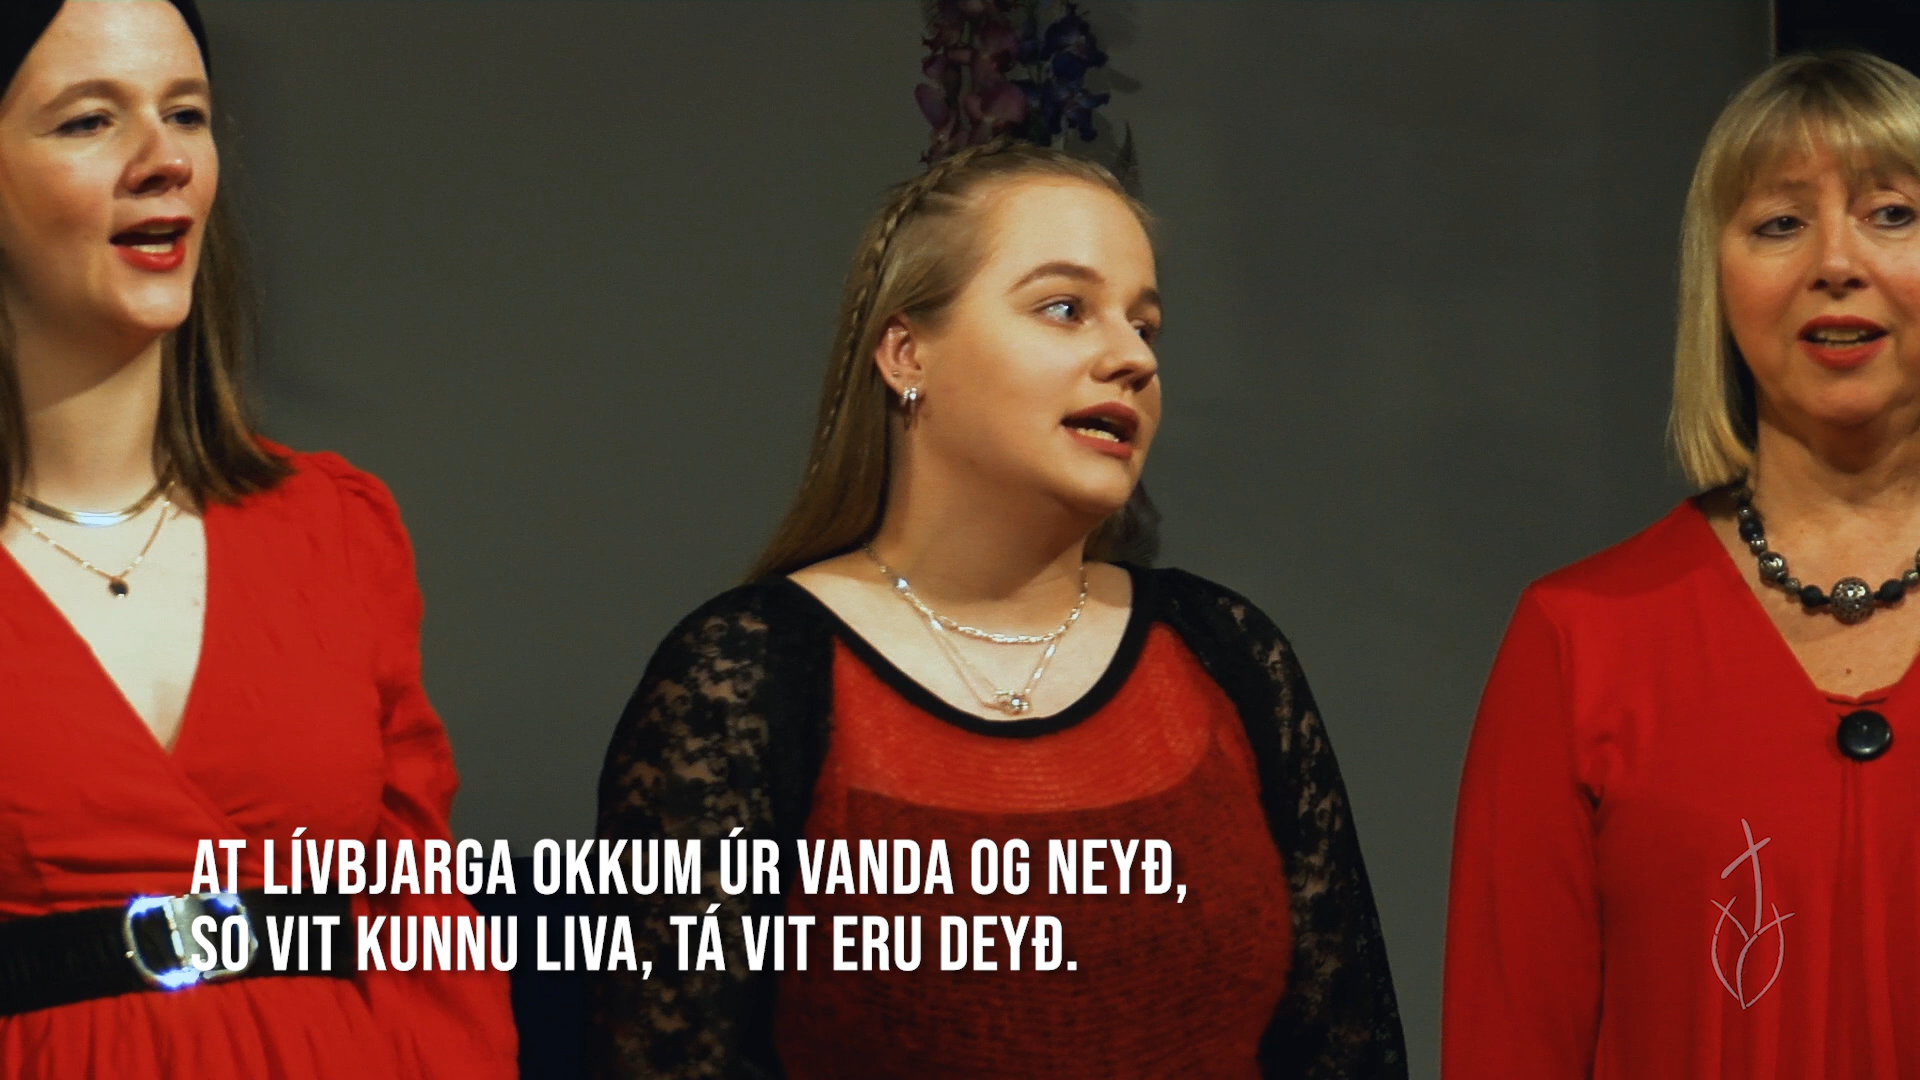 AT LÍVBJARGA OKKUM ÚR VANDA OG NEYÐ,
SO VIT KUNNU LIVA, TÁ VIT ERU DEYÐ.